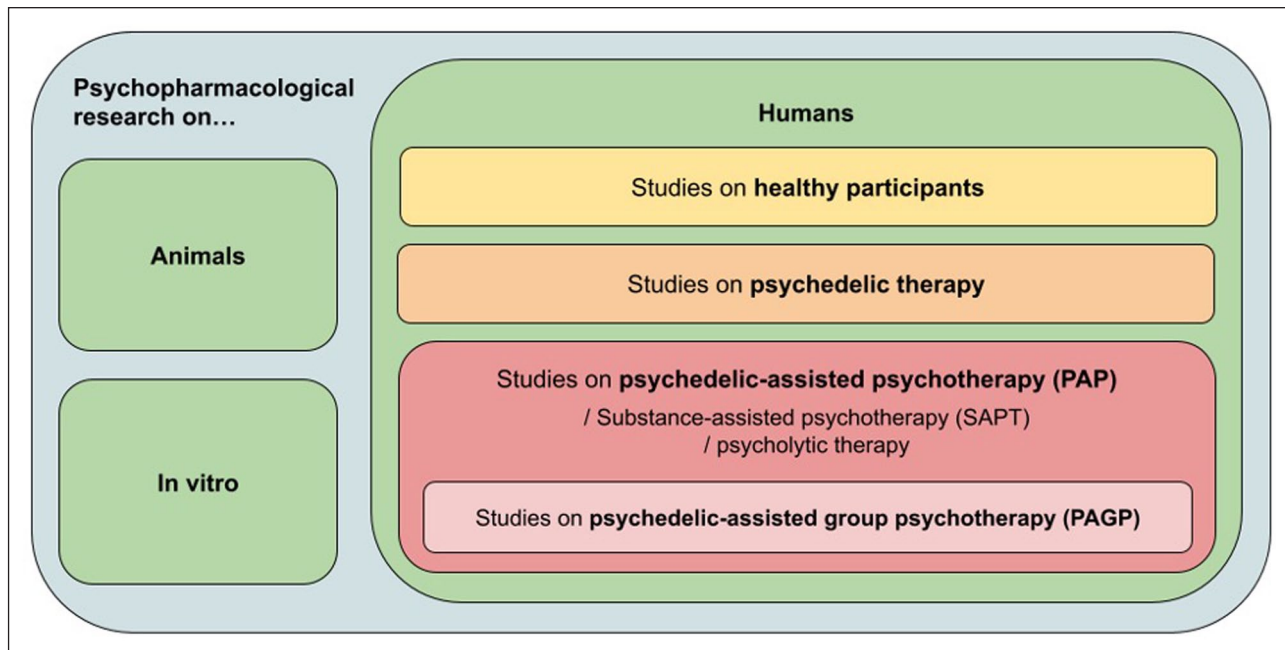 Psychopharmacological
research on…
Animals
In vitro
Humans
Studies on healthy participants
Studies on psychedelic therapy
Studies on psychedelic-assisted psychotherapy (PAP)
/ Substance-assisted psychotherapy (SAPT)
/ psycholytic therapy
Studies on psychedelic-assisted group psychotherapy (PAGP)